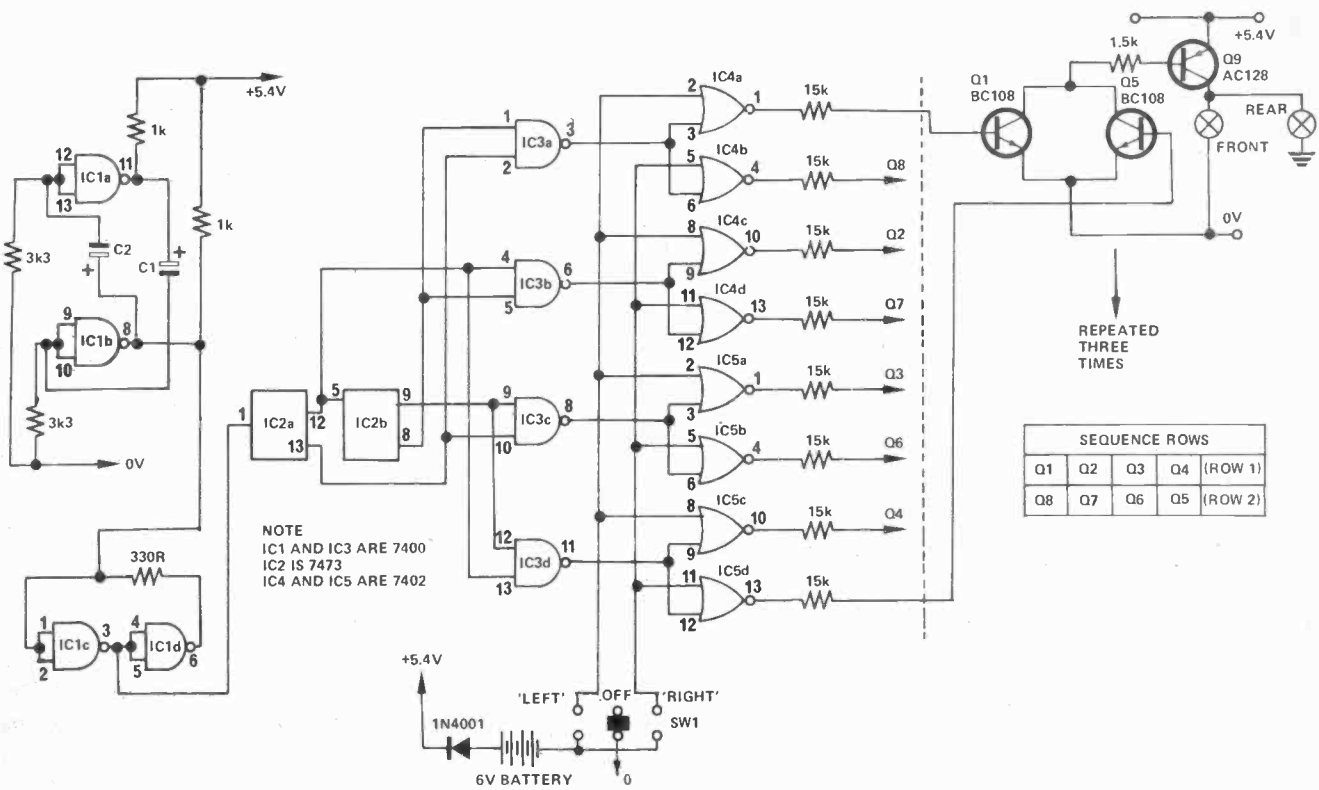 +5.4V
1k
12
11
IC1a
13
1k
3k3
C2
+
C1
+
9
8
IC1b
10
3k3
0V
330R
1
3
IC1c
2
4
IC1d
5
6
1
IC2a
12
13
5
IC2b
9
8
NOTE
IC1 AND IC3 ARE 7400
IC2 IS 7473
IC4 AND IC5 ARE 7402
1
IC3a
3
2
4
IC3b
6
5
9
IC3c
8
10
12
IC3d
11
13
IC4a
2
1
3
15k
IC4b
5
4
6
15k
Q8
IC4c
8
10
9
15k
Q2
IC4d
11
13
12
15k
Q7
IC5a
2
1
3
15k
Q3
IC5b
5
4
6
15k
Q6
IC5c
8
10
9
15k
Q4
IC5d
11
13
12
15k
+5.4V
1N4001
6V BATTERY
'LEFT' OFF 'RIGHT'
SW1
0
Q1
BC108
1.5k
Q5
BC108
+5.4V
Q9
AC128
REAR
FRONT
0V
REPEATED
THREE
TIMES
SEQUENCE ROWS
Q1 Q2 Q3 Q4 (ROW 1)
Q8 Q7 Q6 Q5 (ROW 2)